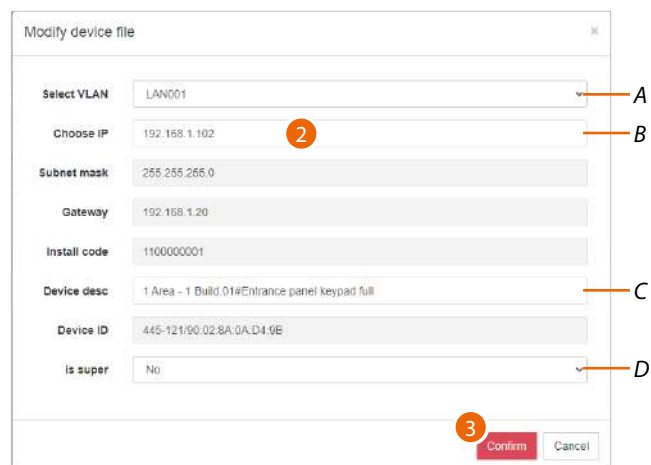 Modify device file ×
Select VLAN LAN001 A
Choose IP 192.168.1.102 2 B
Subnet mask 255.255.255.0
Gateway 192.168.1.20
Install code 1100000001
Device desc 1 Area - 1 Build.01#Entrance panel keypad full C
Device ID 445-121/90:02:8A:0A:D4:9B
is super No D
3
Confirm Cancel